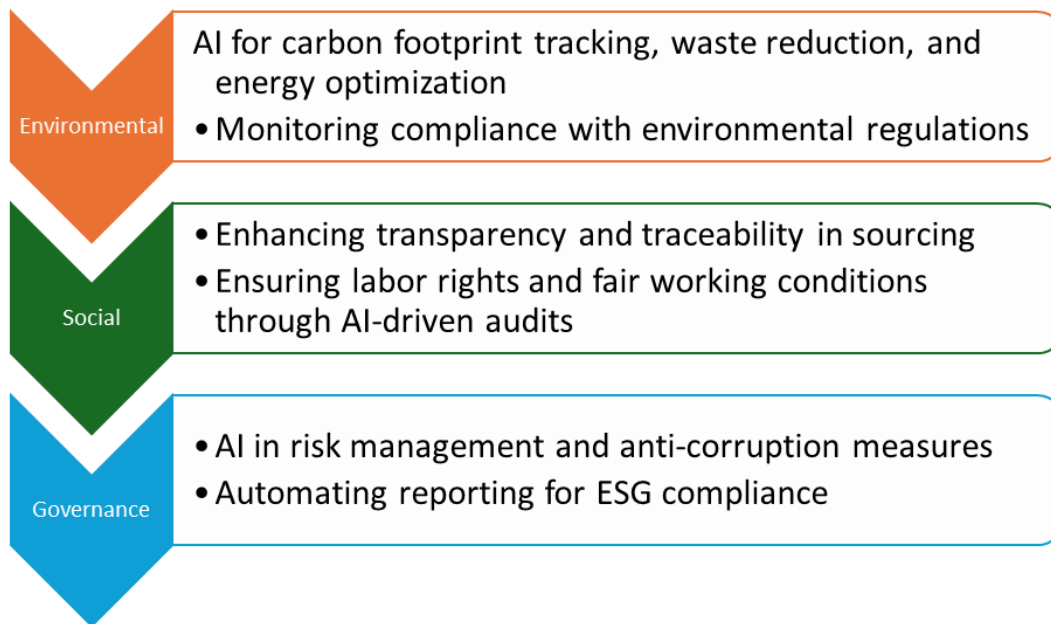 Environmental
AI for carbon footprint tracking, waste reduction, and
energy optimization
• Monitoring compliance with environmental regulations
Social
• Enhancing transparency and traceability in sourcing
• Ensuring labor rights and fair working conditions
through AI-driven audits
Governance
• AI in risk management and anti-corruption measures
• Automating reporting for ESG compliance